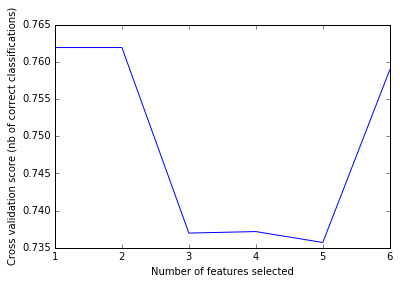 Cross validation score (nb of correct classifications)
0.765
0.760
0.755
0.750
0.745
0.740
0.735
1 2 3 4 5 6
Number of features selected